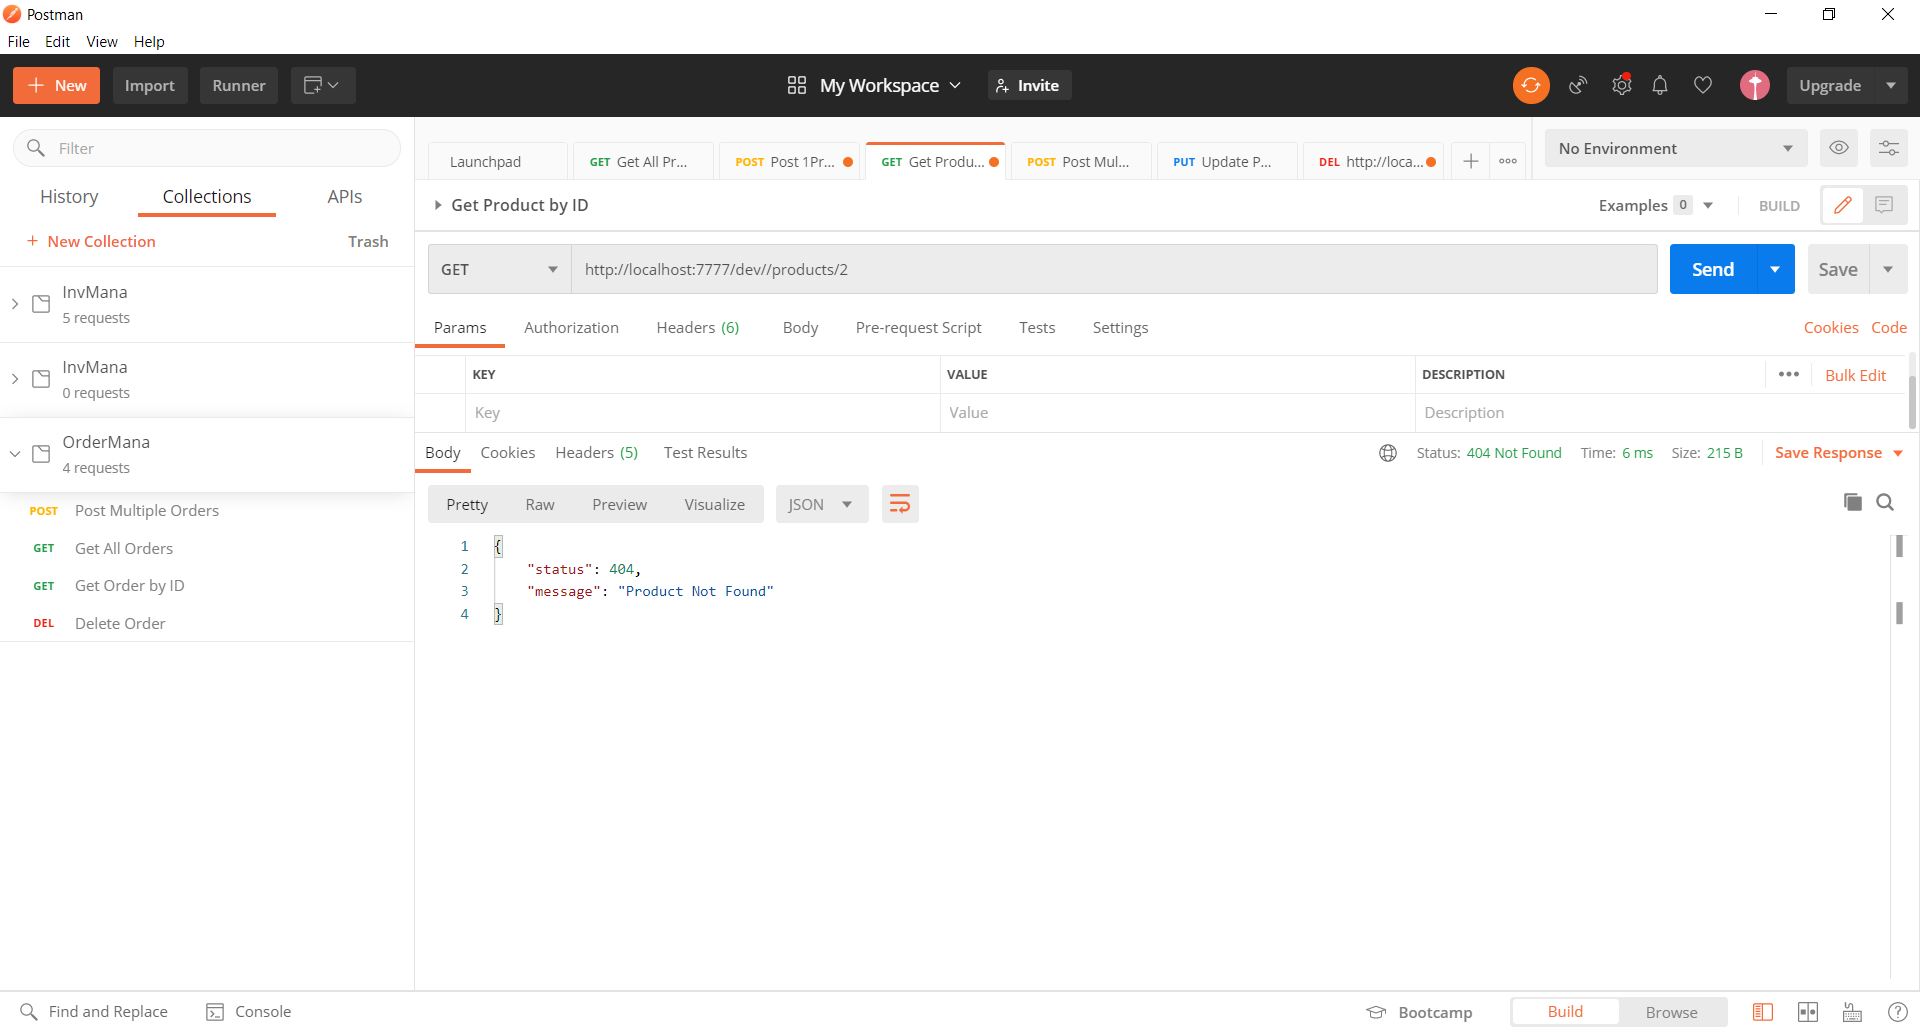 Postman
File Edit View Help
New Import Runner My Workspace Invite Upgrade
Filter
History Collections APIs
+ New Collection Trash
InvMana
5 requests
InvMana
0 requests
OrderMana
4 requests
POST Post Multiple Orders
GET Get All Orders
GET Get Order by ID
DEL Delete Order
Launchpad GET Get All Pr... POST Post 1Pr... GET Get Produ... POST Post Mul... PUT Update P... DEL http://loca... No Environment
Get Product by ID Examples 0 BUILD
GET http://localhost:7777/dev//products/2 Send Save
Params Authorization Headers (6) Body Pre-request Script Tests Settings Cookies Code
KEY VALUE DESCRIPTION Bulk Edit
Key Value Description
Body Cookies Headers (5) Test Results Status: 404 Not Found Time: 6 ms Size: 215 B Save Response
Pretty Raw Preview Visualize JSON
1 {
2 "status": 404,
3 "message": "Product Not Found"
4 }
Find and Replace Console Bootcamp Build Browse